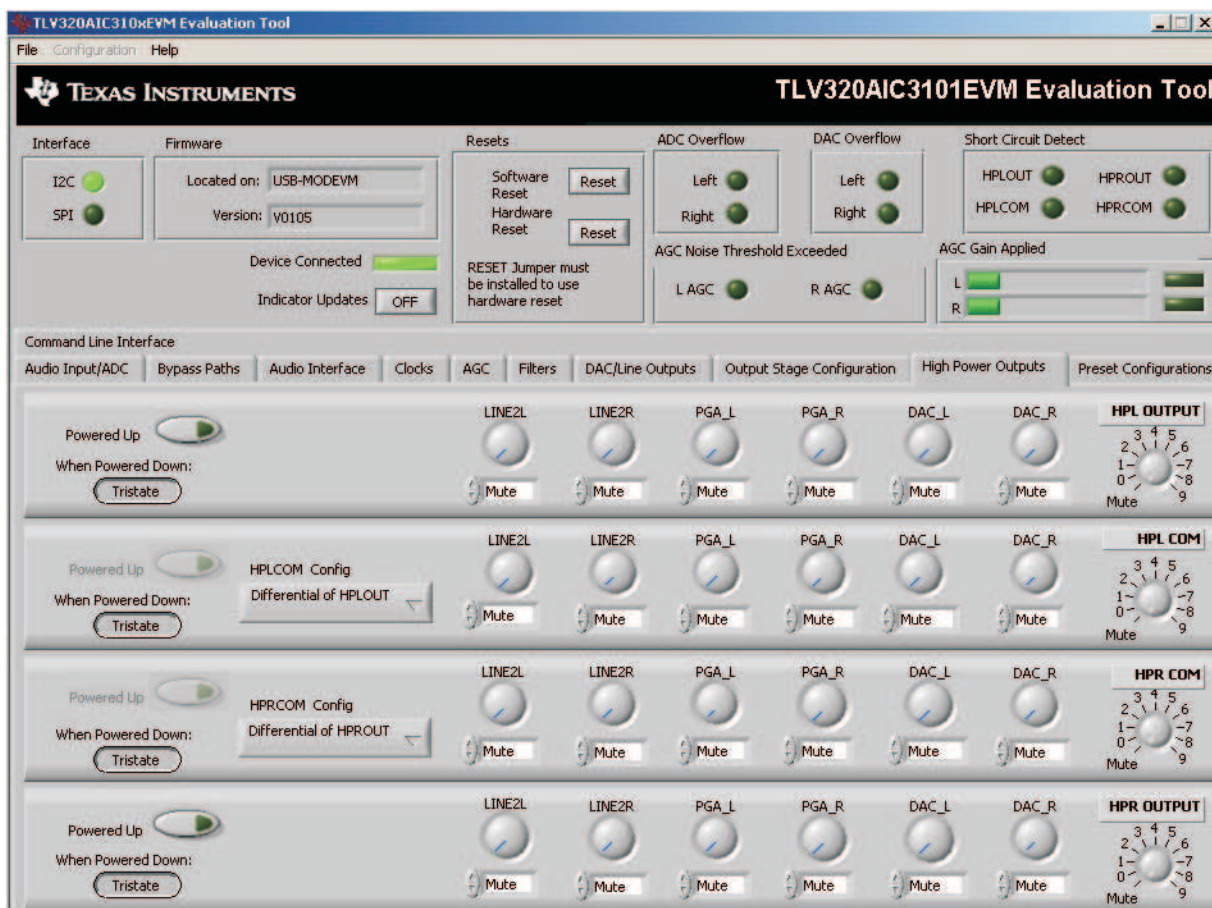 TLV320AIC310xEVM Evaluation Tool
File Configuration Help
TEXAS INSTRUMENTS
TLV320AIC3101EVM Evaluation Tool
Interface
I2C
SPI
Firmware
Located on: USB-MODEVM
Version: V0105
Device Connected
Indicator Updates OFF
Resets
Software Reset Reset
Hardware Reset Reset
RESET Jumper must
be installed to use
hardware reset
ADC Overflow
Left
Right
DAC Overflow
Left
Right
Short Circuit Detect
HPLOUT HPROUT
HPLCOM HPRCOM
AGC Noise Threshold Exceeded
L AGC R AGC
AGC Gain Applied
L
R
Command Line Interface
Audio Input/ADC Bypass Paths Audio Interface Clocks AGC Filters DAC/Line Outputs Output Stage Configuration High Power Outputs Preset Configurations
Powered Up
When Powered Down:
Tristate
LINE2L LINE2R PGA_L PGA_R DAC_L DAC_R
Mute Mute Mute Mute Mute Mute
HPL OUTPUT
Mute 0 1 2 3 4 5 6 7 8 9
Powered Up
When Powered Down:
Tristate
HPLCOM Config
Differential of HPLOUT
LINE2L LINE2R PGA_L PGA_R DAC_L DAC_R
Mute Mute Mute Mute Mute Mute
HPL COM
Mute 0 1 2 3 4 5 6 7 8 9
Powered Up
When Powered Down:
Tristate
HPRCOM Config
Differential of HPROUT
LINE2L LINE2R PGA_L PGA_R DAC_L DAC_R
Mute Mute Mute Mute Mute Mute
HPR COM
Mute 0 1 2 3 4 5 6 7 8 9
Powered Up
When Powered Down:
Tristate
LINE2L LINE2R PGA_L PGA_R DAC_L DAC_R
Mute Mute Mute Mute Mute Mute
HPR OUTPUT
Mute 0 1 2 3 4 5 6 7 8 9